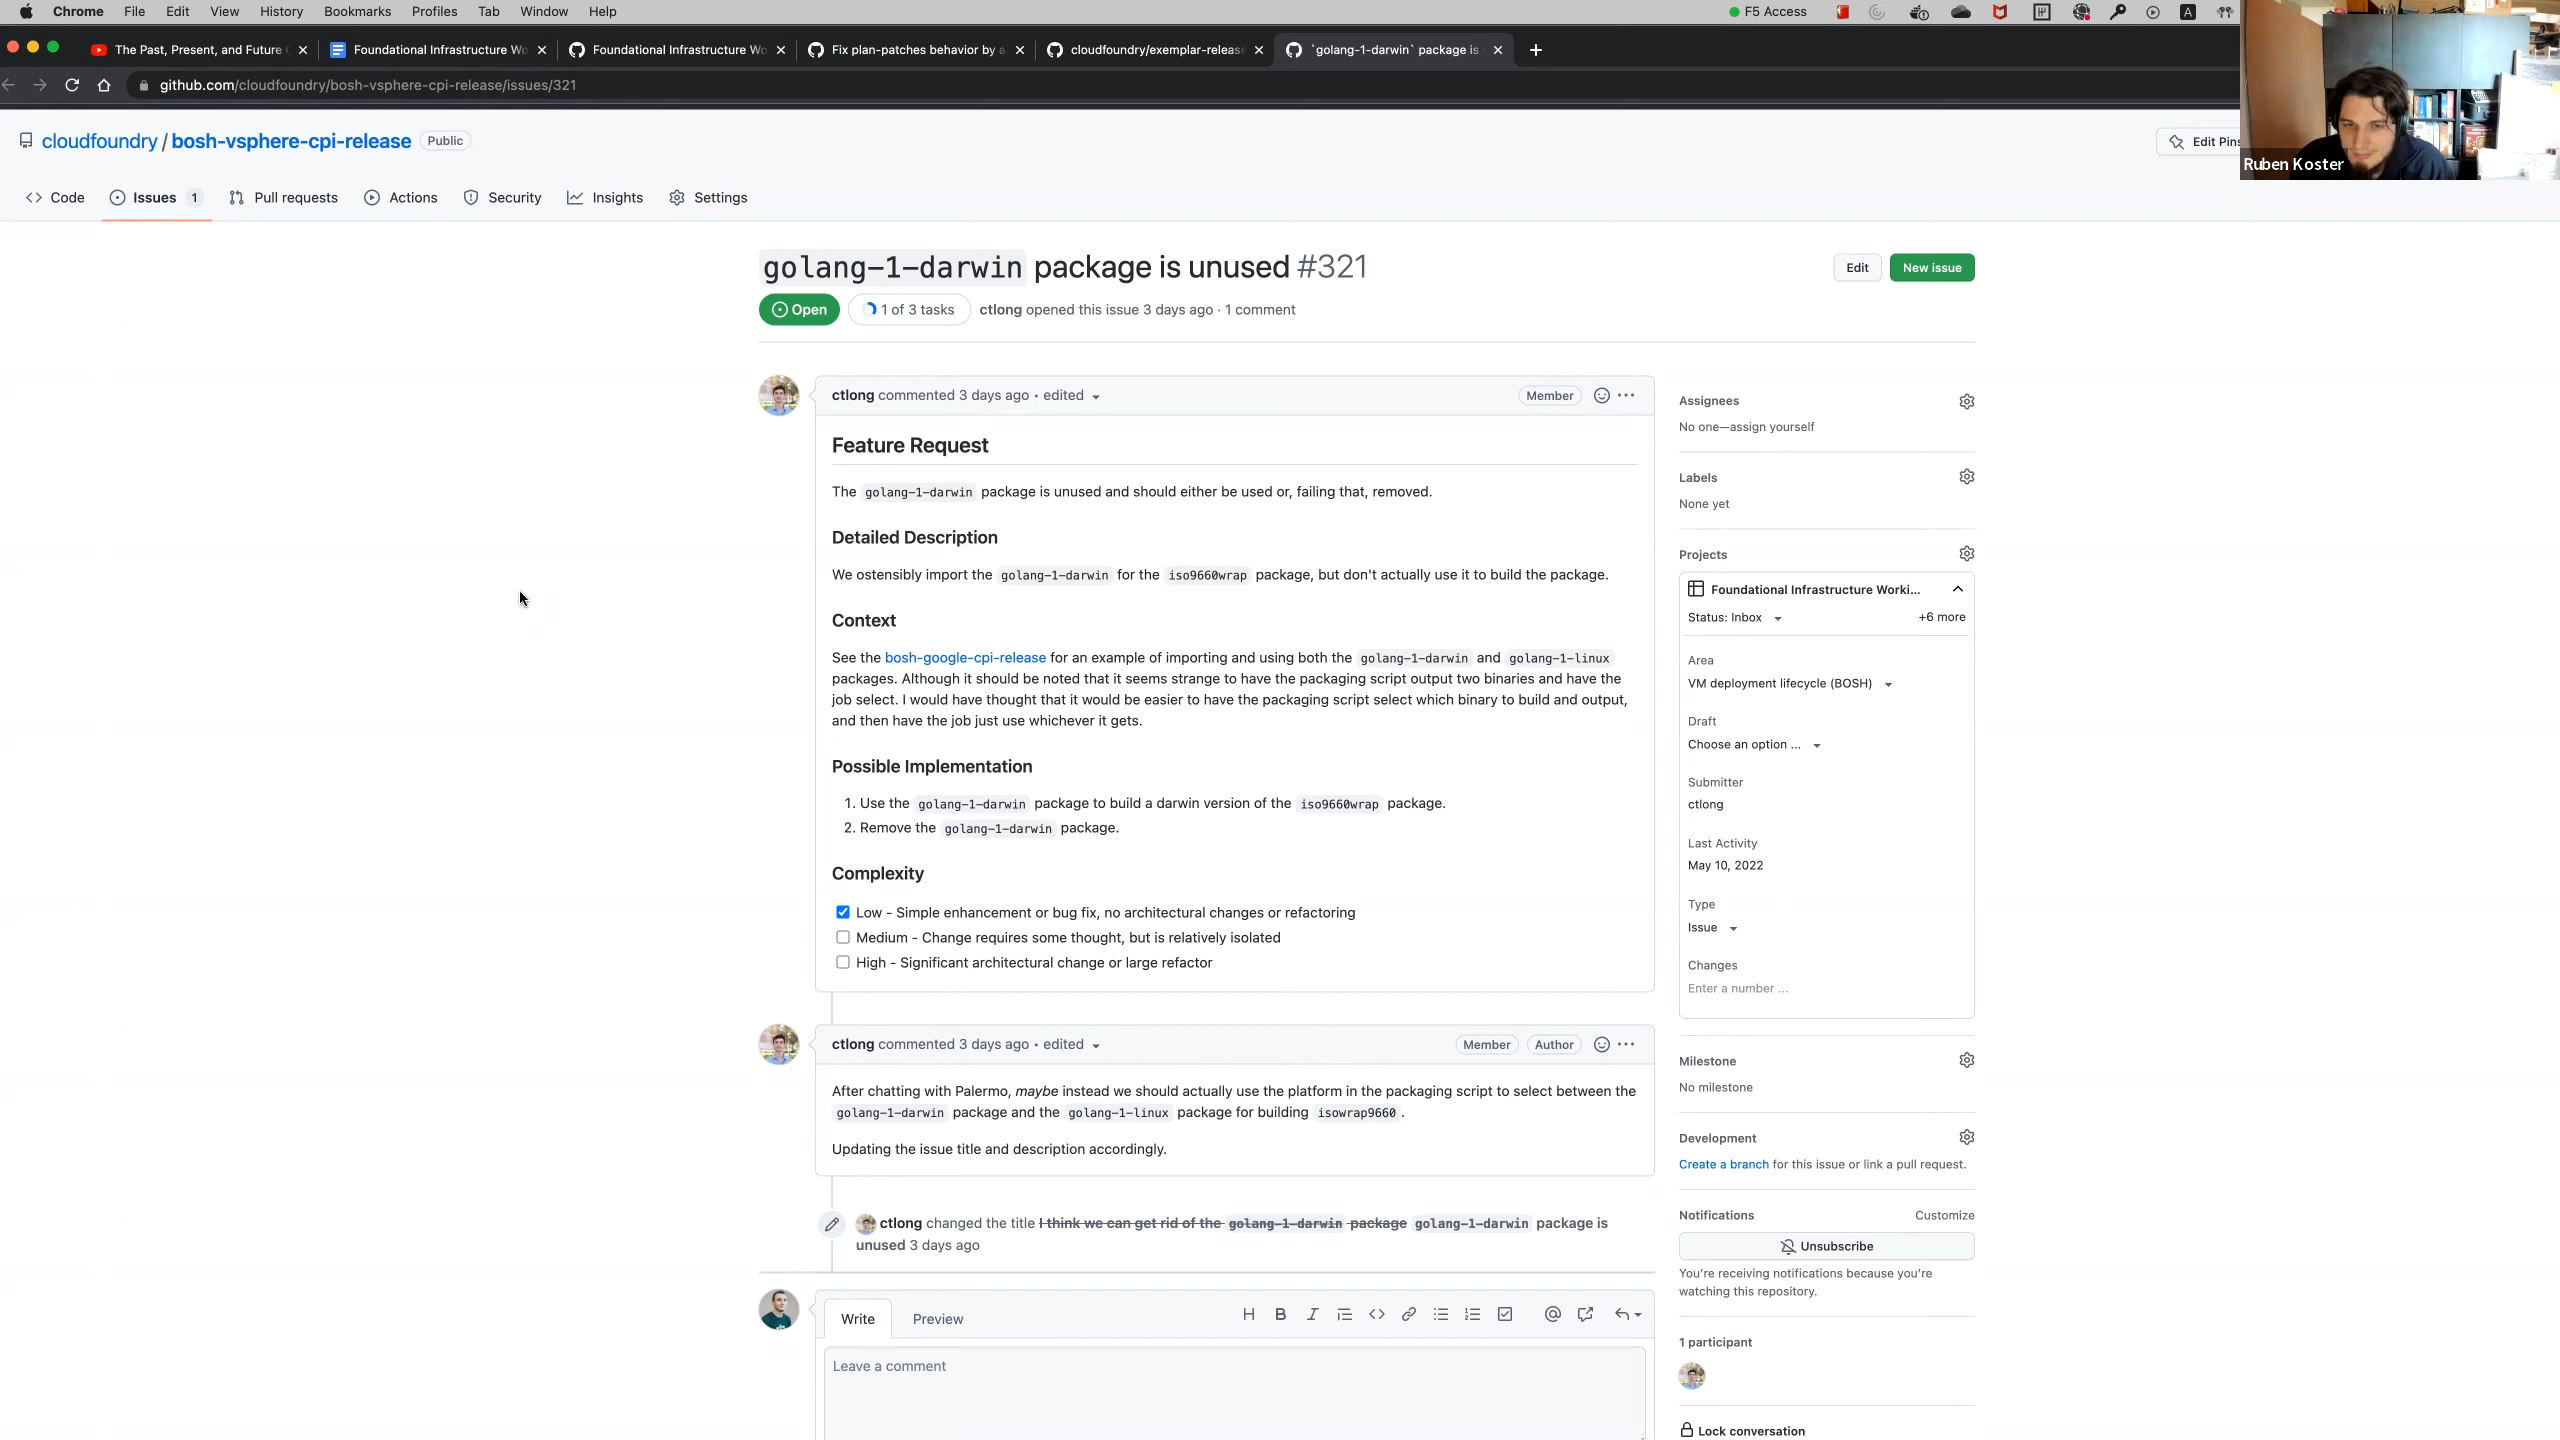 Chrome File Edit View History Bookmarks Profiles Tab Window Help F5 Access
The Past, Present, and Future Foundational Infrastructure Wo Foundational Infrastructure Wo Fix plan-patches behavior by a cloudfoundry/exemplar-release `golang-1-darwin` package is
github.com/cloudfoundry/bosh-vsphere-cpi-release/issues/321
cloudfoundry / bosh-vsphere-cpi-release Public
Edit Pins
Ruben Koster
Code Issues 1 Pull requests Actions Security Insights Settings
golang-1-darwin package is unused #321
Edit New issue
Open 1 of 3 tasks ctlong opened this issue 3 days ago · 1 comment
ctlong commented 3 days ago • edited Member
Feature Request
The golang-1-darwin package is unused and should either be used or, failing that, removed.
Detailed Description
We ostensibly import the golang-1-darwin for the iso9660wrap package, but don't actually use it to build the package.
Context
See the bosh-google-cpi-release for an example of importing and using both the golang-1-darwin and golang-1-linux
packages. Although it should be noted that it seems strange to have the packaging script output two binaries and have the
job select. I would have thought that it would be easier to have the packaging script select which binary to build and output,
and then have the job just use whichever it gets.
Possible Implementation
1. Use the golang-1-darwin package to build a darwin version of the iso9660wrap package.
2. Remove the golang-1-darwin package.
Complexity
Low - Simple enhancement or bug fix, no architectural changes or refactoring
Medium - Change requires some thought, but is relatively isolated
High - Significant architectural change or large refactor
ctlong commented 3 days ago • edited Member Author
After chatting with Palermo, maybe instead we should actually use the platform in the packaging script to select between the
golang-1-darwin package and the golang-1-linux package for building isowrap9660 .
Updating the issue title and description accordingly.
ctlong changed the title I think we can get rid of the golang-1-darwin package golang-1-darwin package is
unused 3 days ago
Write Preview
Leave a comment
Assignees
No one—assign yourself
Labels
None yet
Projects
Foundational Infrastructure Worki...
Status: Inbox +6 more
Area
VM deployment lifecycle (BOSH)
Draft
Choose an option ...
Submitter
ctlong
Last Activity
May 10, 2022
Type
Issue
Changes
Enter a number ...
Milestone
No milestone
Development
Create a branch for this issue or link a pull request.
Notifications Customize
Unsubscribe
You're receiving notifications because you're
watching this repository.
1 participant
Lock conversation